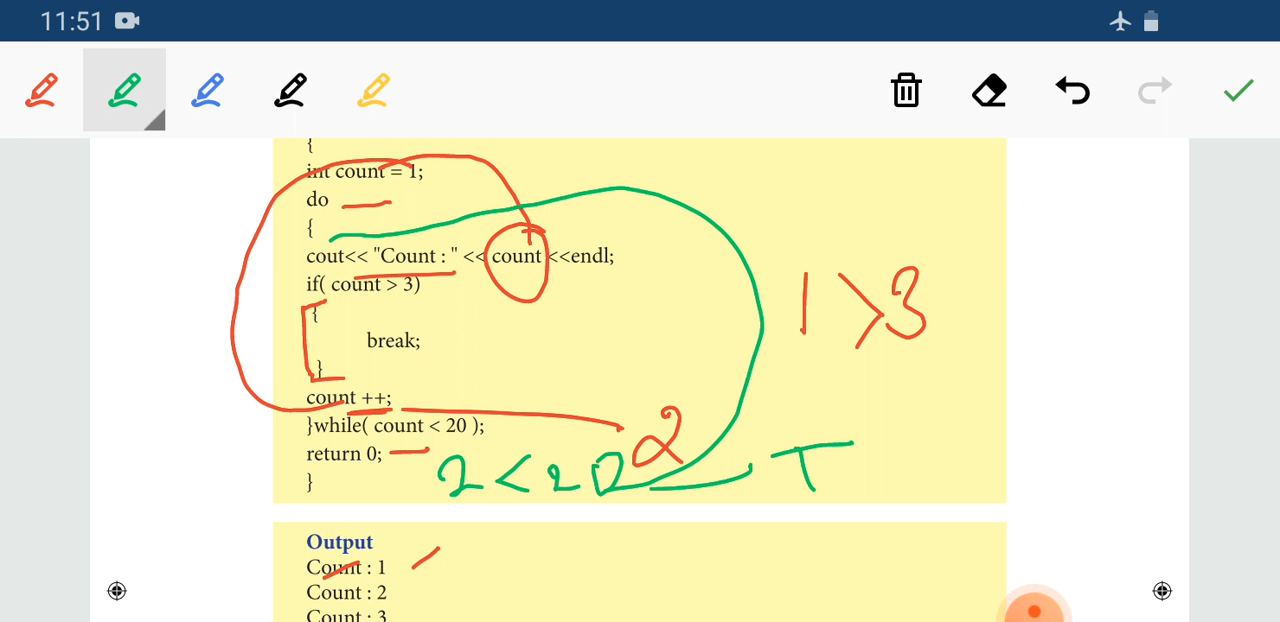 11:51
{
int count = 1;
do
{
cout<< "Count : " << count <<endl;
if( count > 3)
{
break;
}
count ++;
}while( count < 20 );
return 0;
}
1 > 3
2
2 < 20 T
Output
Count : 1
Count : 2
Count : 3